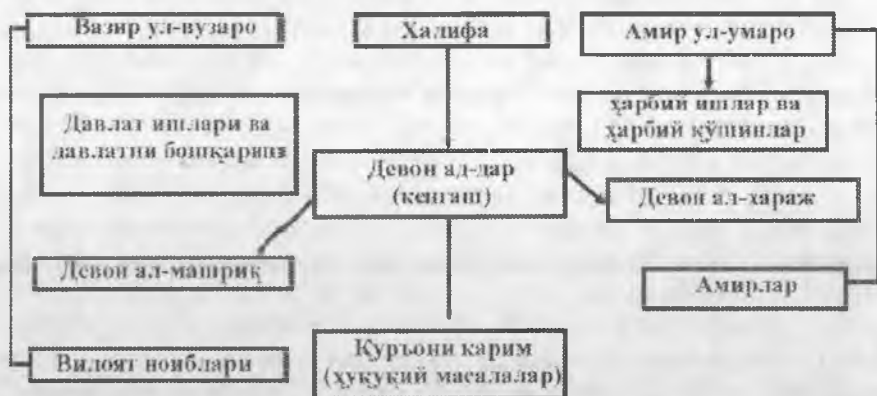 Вазир ул-вузаро
Халифа
Амир ул-умаро
Давлат ишлари ва
давлатни бошқариш
ҳарбий ишлар ва
ҳарбий қўшинлар
Девон ад-дар
(кенгаш)
Девон ал-хараж
Девон ал-машриқ
Амирлар
Вилоят ноиблари
Қуръони карим
(ҳуқуқий масалалар)